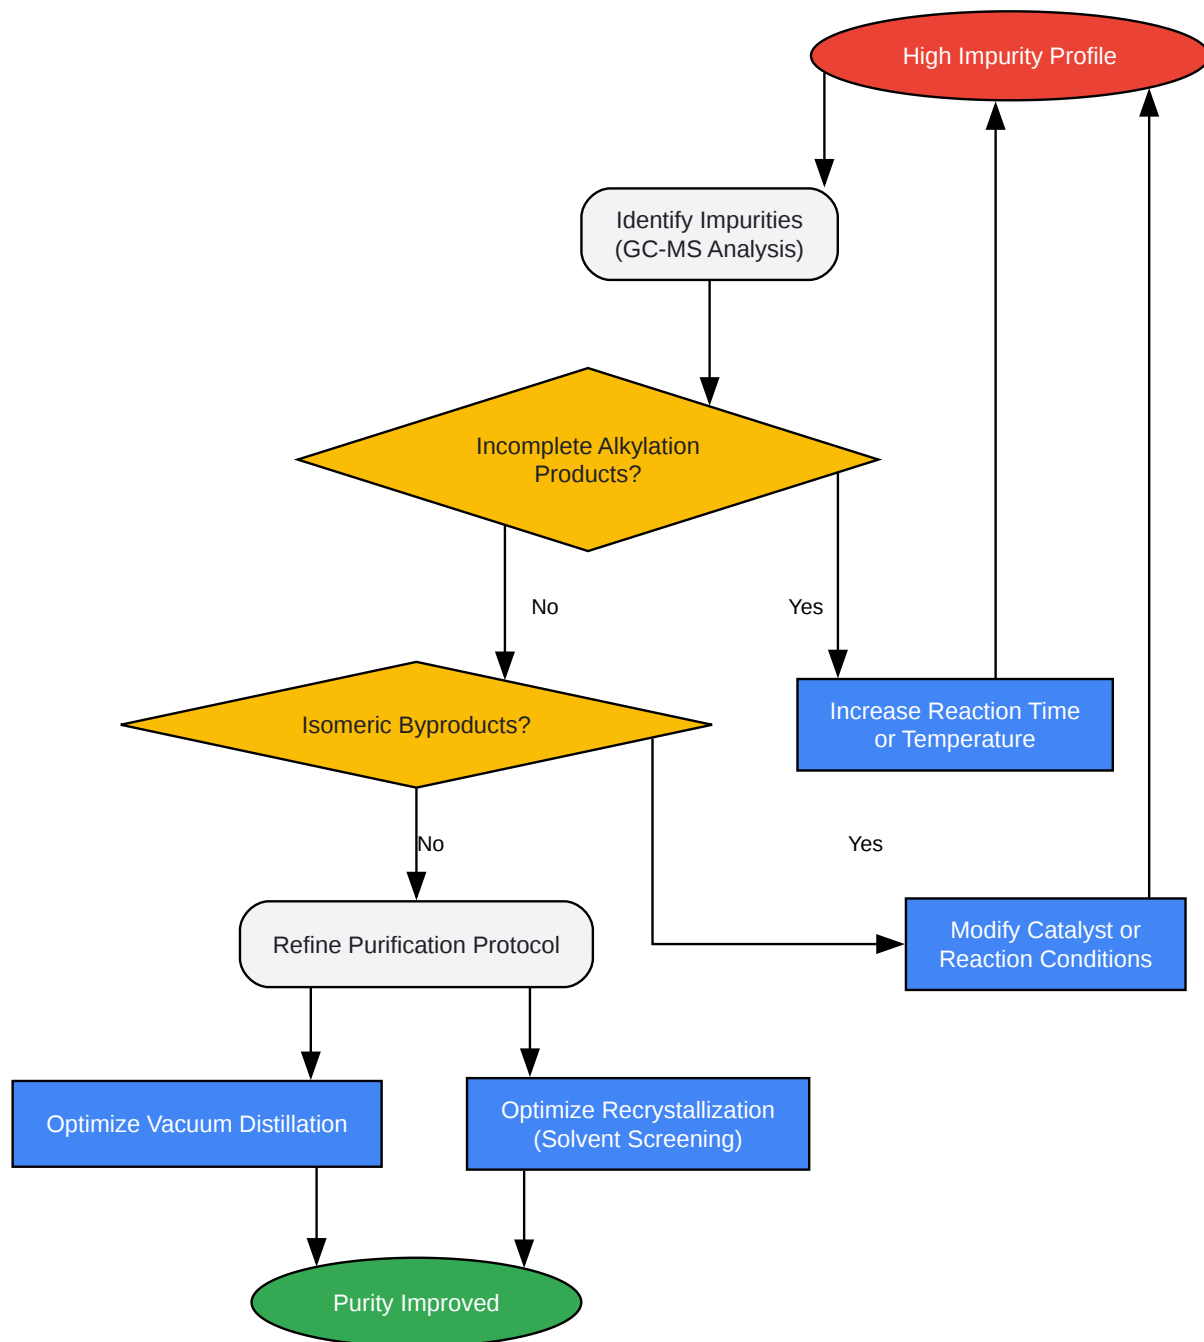 High Impurity Profile
Identify Impurities
(GC-MS Analysis)
Incomplete Alkylation
Products?
No
Yes
Isomeric Byproducts?
Increase Reaction Time
or Temperature
No
Yes
Refine Purification Protocol
Modify Catalyst or
Reaction Conditions
Optimize Vacuum Distillation
Optimize Recrystallization
(Solvent Screening)
Purity Improved